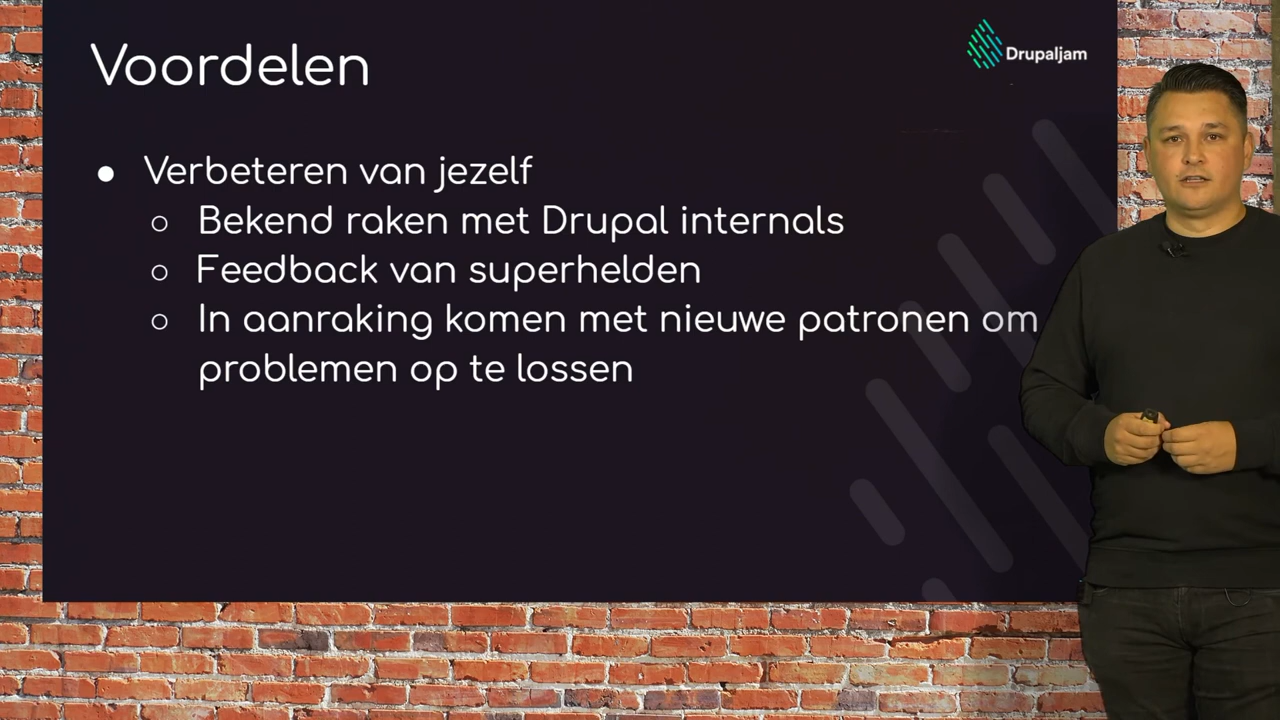 Voordelen
Drupaljam
Verbeteren van jezelf
Bekend raken met Drupal internals
Feedback van superhelden
In aanraking komen met nieuwe patronen om
problemen op te lossen